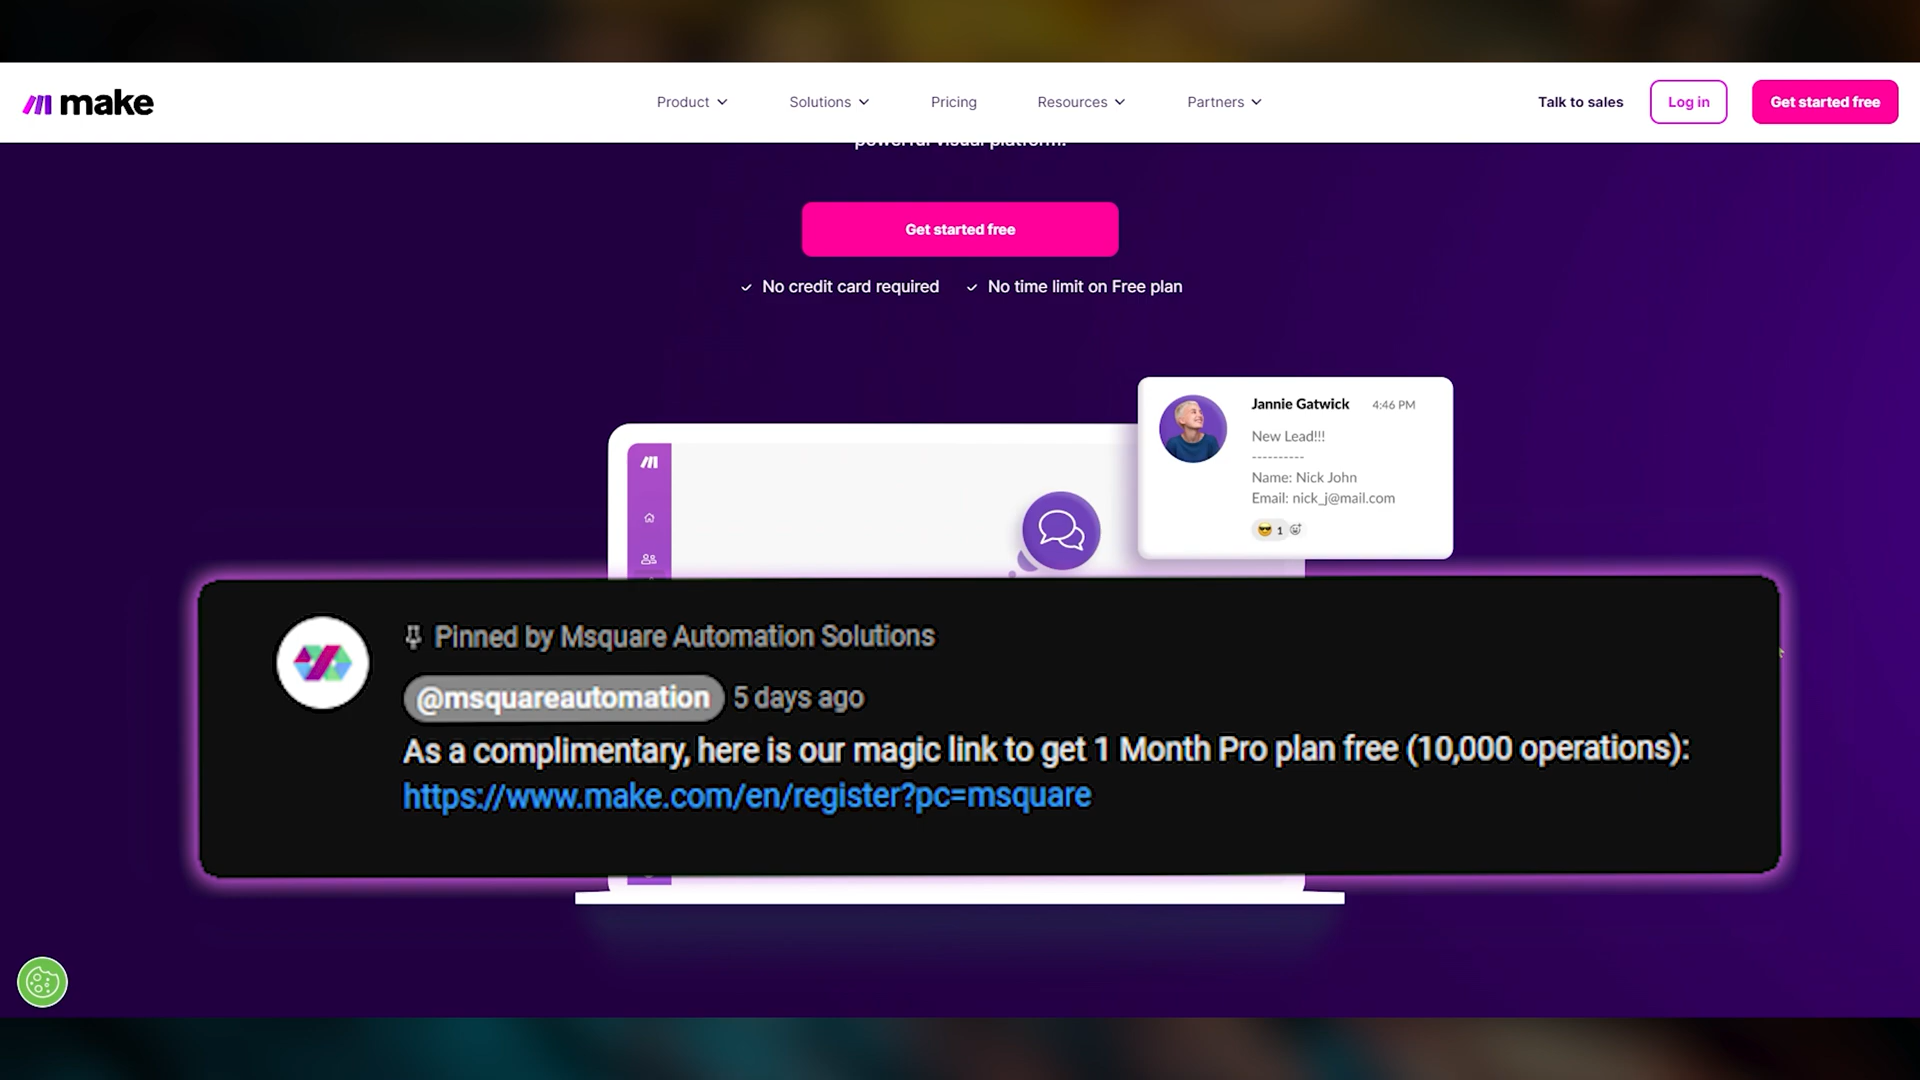 make
Product
Solutions
Pricing
Resources
Partners
Talk to sales
Log in
Get started free
powerful visual platform.
Get started free
No credit card required
No time limit on Free plan
Jannie Gatwick 4:46 PM
New Lead!!!
----------
Name: Nick John
Email: nick_j@mail.com
1
Pinned by Msquare Automation Solutions
@msquareautomation 5 days ago
As a complimentary, here is our magic link to get 1 Month Pro plan free (10,000 operations):
https://www.make.com/en/register?pc=msquare